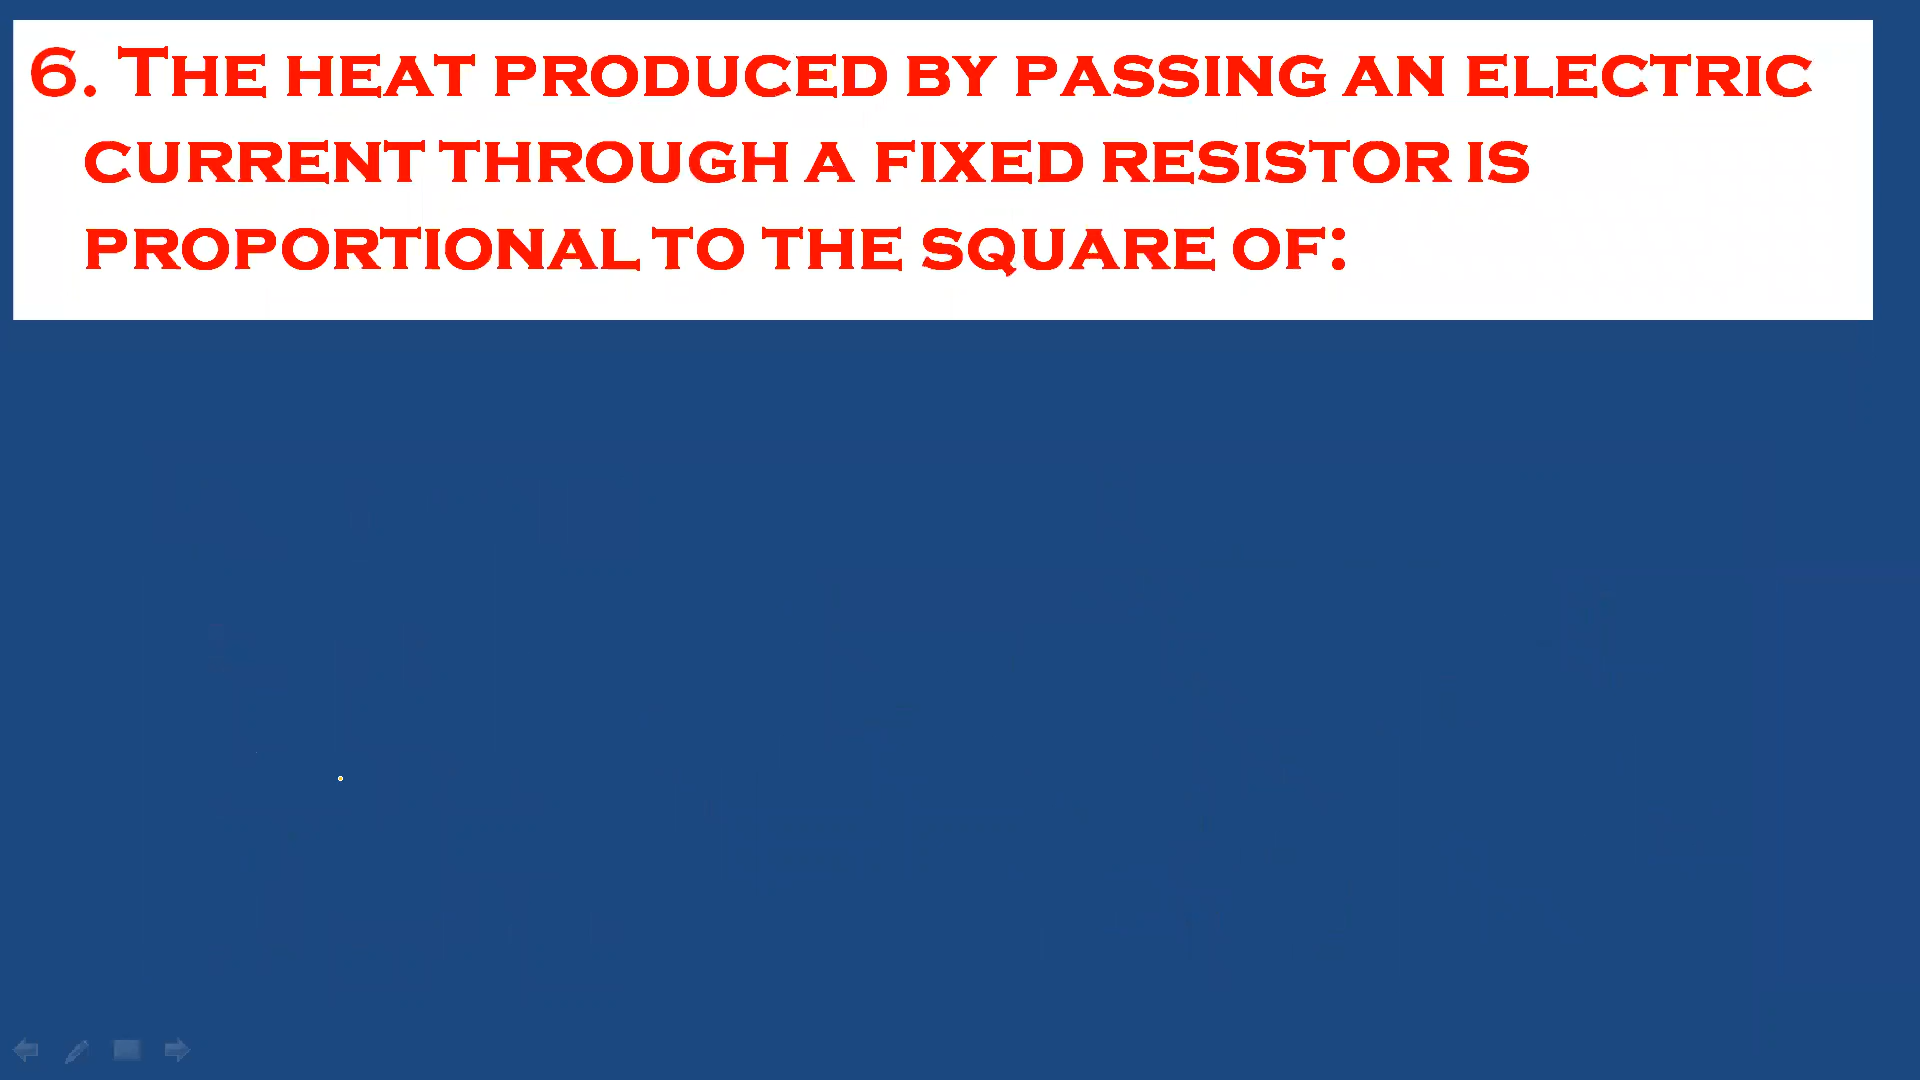 6. The heat produced by passing an electric
current through a fixed resistor is
proportional to the square of: